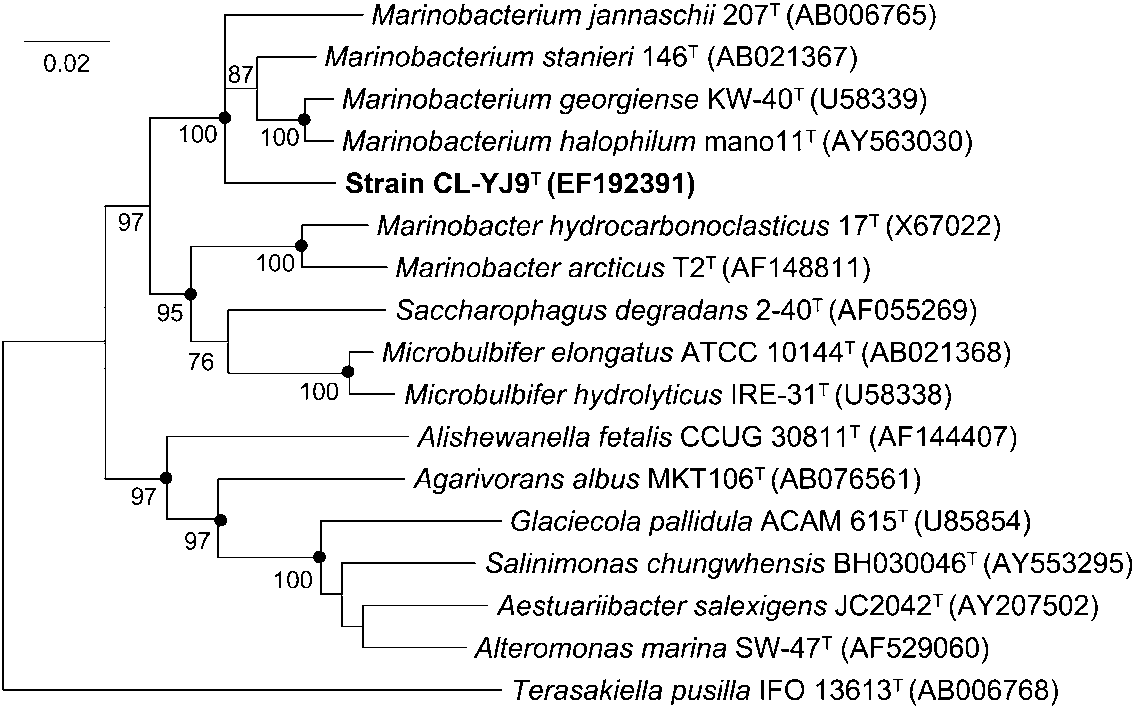 Marinobacterium jannaschii 207ᵀ (AB006765)
0.02
Marinobacterium stanieri 146ᵀ (AB021367)
87
Marinobacterium georgiense KW-40ᵀ (U58339)
100
100
Marinobacterium halophilum mano11ᵀ (AY563030)
Strain CL-YJ9ᵀ (EF192391)
97
Marinobacter hydrocarbonoclasticus 17ᵀ (X67022)
100
Marinobacter arcticus T2ᵀ (AF148811)
95
Saccharophagus degradans 2-40ᵀ (AF055269)
76
Microbulbifer elongatus ATCC 10144ᵀ (AB021368)
100
Microbulbifer hydrolyticus IRE-31ᵀ (U58338)
Alishewanella fetalis CCUG 30811ᵀ (AF144407)
97
Agarivorans albus MKT106ᵀ (AB076561)
97
Glaciecola pallidula ACAM 615ᵀ (U85854)
100
Salinimonas chungwhensis BH030046ᵀ (AY553295)
Aestuariibacter salexigens JC2042ᵀ (AY207502)
Alteromonas marina SW-47ᵀ (AF529060)
Terasakiella pusilla IFO 13613ᵀ (AB006768)